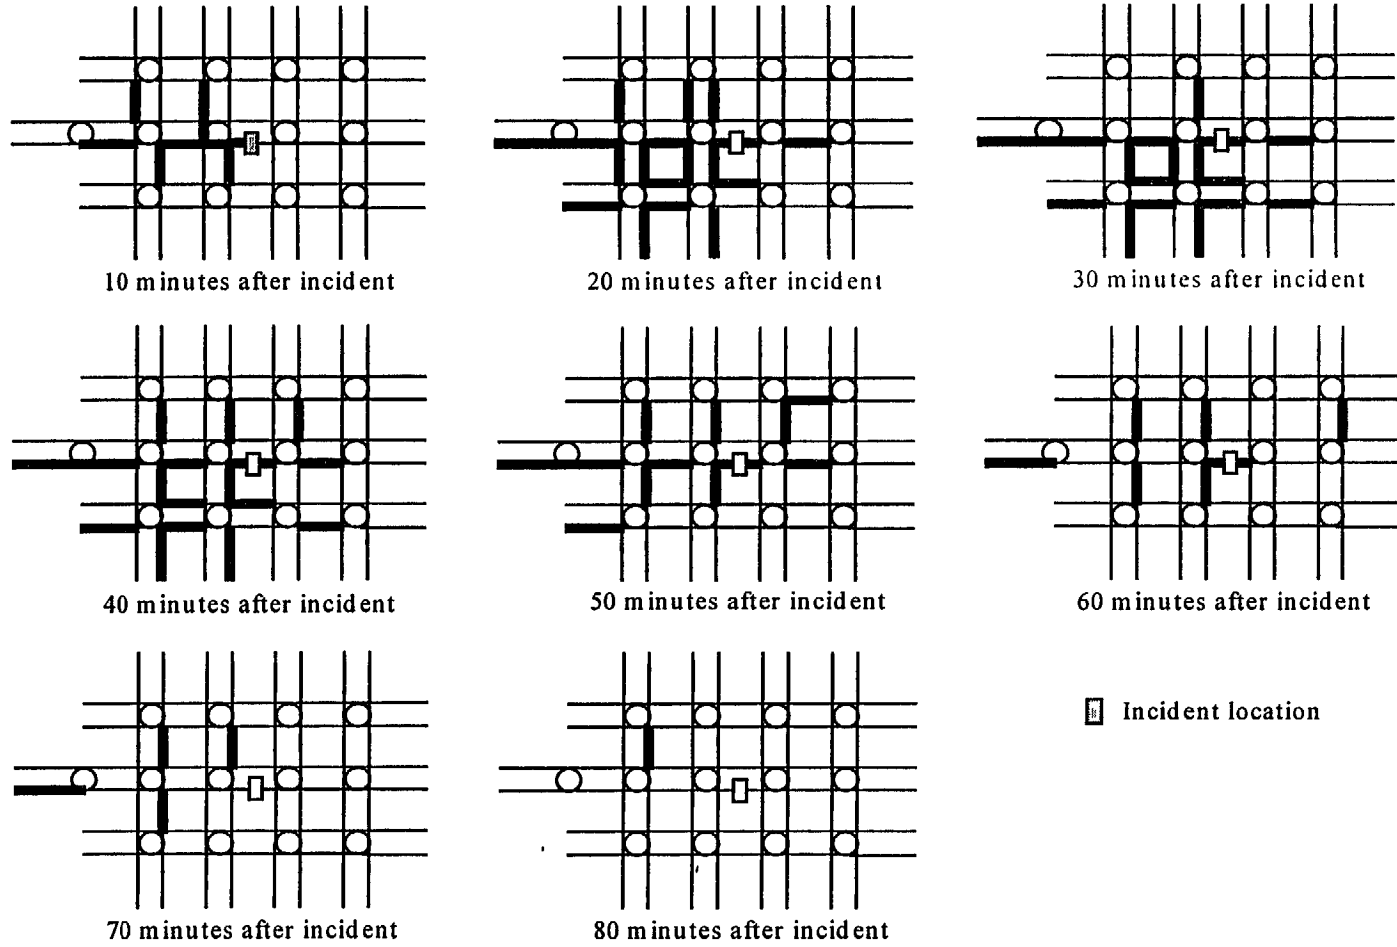 10 minutes after incident
20 minutes after incident
30 minutes after incident
40 minutes after incident
50 minutes after incident
60 minutes after incident
Incident location
70 minutes after incident
80 minutes after incident